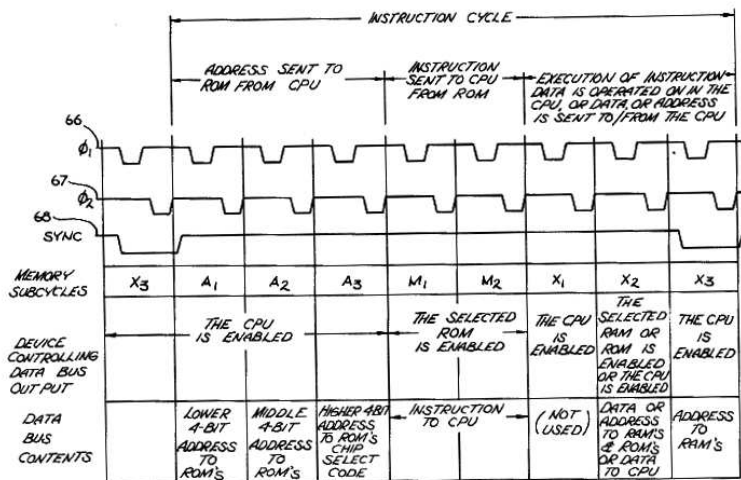 INSTRUCTION CYCLE
ADDRESS SENT TO
ROM FROM CPU
INSTRUCTION
SENT TO CPU
FROM ROM
EXECUTION OF INSTRUCTION
DATA IS OPERATED ON IN THE
CPU, OR DATA, OR ADDRESS
IS SENT TO/FROM THE CPU
66
ϕ1
67
ϕ2
68
SYNC
MEMORY
SUBCYCLES
X3
A1
A2
A3
M1
M2
X1
X2
X3
DEVICE
CONTROLLING
DATA BUS
OUTPUT
THE CPU
IS ENABLED
THE SELECTED
ROM
IS ENABLED
THE CPU
IS
ENABLED
THE
SELECTED
RAM OR
ROM IS
ENABLED
OR THE CPU
IS ENABLED
THE CPU
IS
ENABLED
DATA
BUS
CONTENTS
LOWER
4-BIT
ADDRESS
TO
ROM'S
MIDDLE
4-BIT
ADDRESS
TO
ROM'S
HIGHER 4BIT
ADDRESS
TO ROM'S
CHIP
SELECT
CODE
INSTRUCTION
TO CPU
(NOT
USED)
DATA OR
ADDRESS
TO RAM'S
& ROM'S
OR DATA
TO CPU
ADDRESS
TO
RAM'S